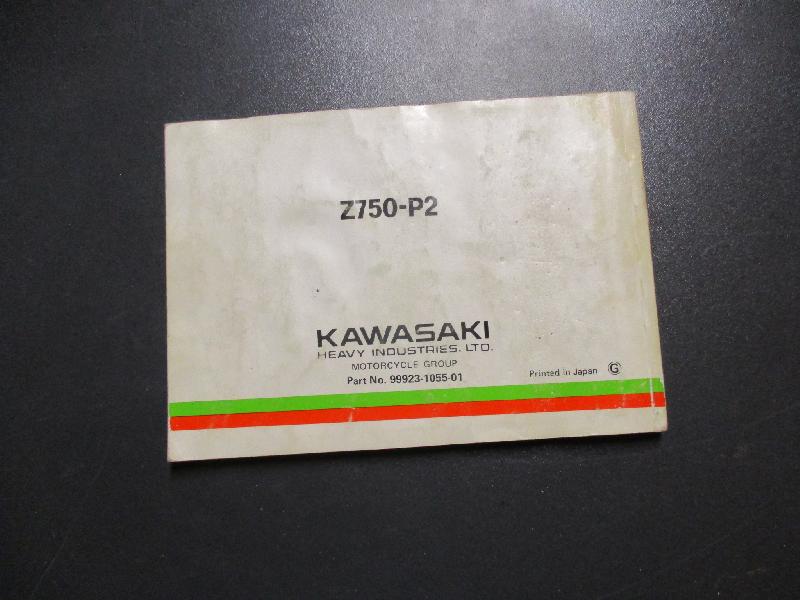 Z750-P2
KAWASAKI
HEAVY INDUSTRIES, LTD.
MOTORCYCLE GROUP
Part No. 99923-1055-01
Printed in Japan Ⓖ